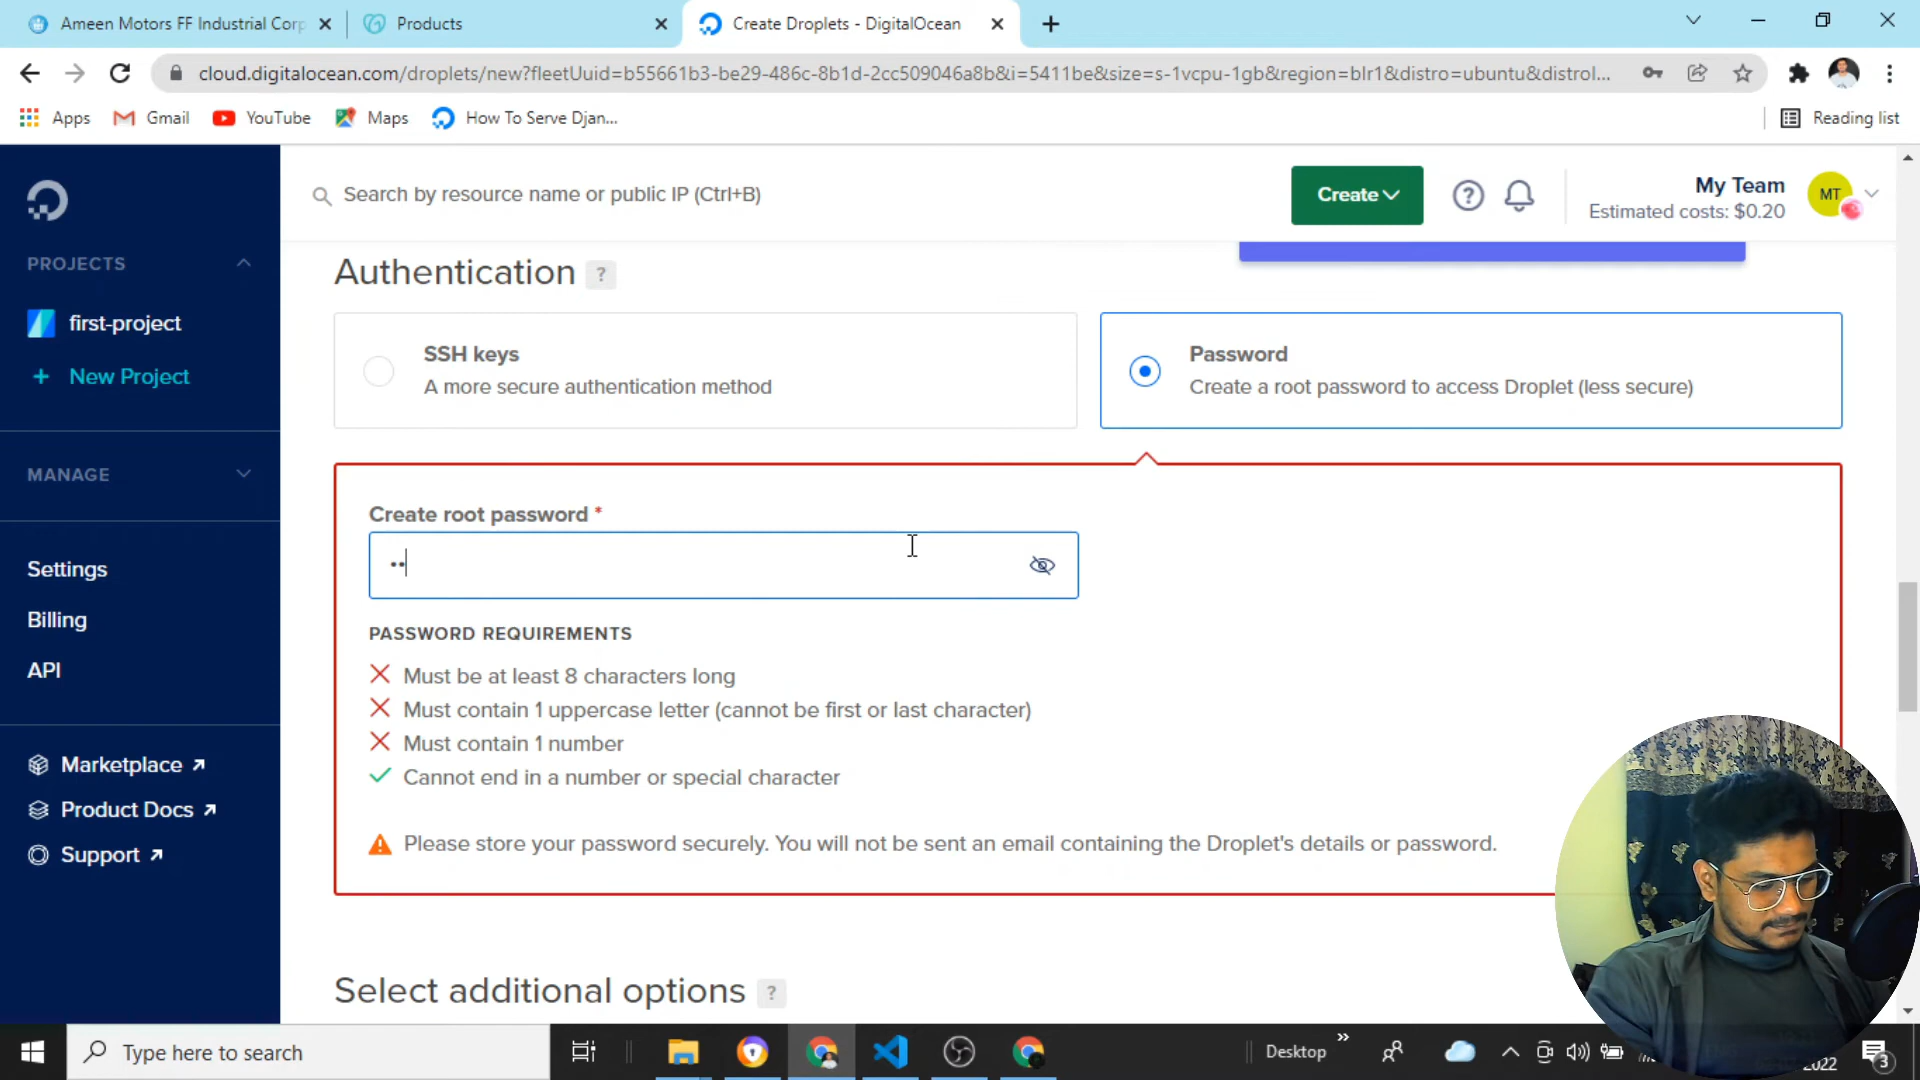 Ameen Motors FF Industrial Corp
Products
Create Droplets - DigitalOcean
cloud.digitalocean.com/droplets/new?fleetUuid=b55661b3-be29-486c-8b1d-2cc509046a8b&i=5411be&size=s-1vcpu-1gb&region=blr1&distro=ubuntu&distrol...
Apps
Gmail
YouTube
Maps
How To Serve Djan...
Reading list
Search by resource name or public IP (Ctrl+B)
Create
?
My Team
Estimated costs: $0.20
MT
PROJECTS
first-project
+ New Project
MANAGE
Settings
Billing
API
Marketplace
Product Docs
Support
Authentication ?
SSH keys
A more secure authentication method
Password
Create a root password to access Droplet (less secure)
Create root password *
••
PASSWORD REQUIREMENTS
Must be at least 8 characters long
Must contain 1 uppercase letter (cannot be first or last character)
Must contain 1 number
Cannot end in a number or special character
Please store your password securely. You will not be sent an email containing the Droplet's details or password.
Select additional options ?
Type here to search
Desktop
2022
3